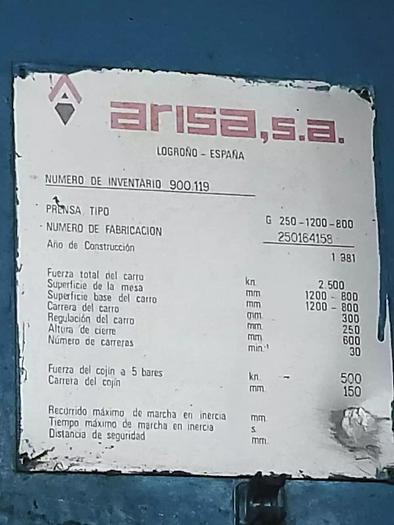 arisa,s.a.
LOGROÑO - ESPAÑA
NUMERO DE INVENTARIO 900.119
PRENSA TIPO G 250-1200-800
NUMERO DE FABRICACION 250164158
Año de Construcción 1.981
Fuerza total del carro kn. 2.500
Superficie de la mesa mm. 1200-800
Superficie base del carro mm. 1200-800
Carrera del carro mm. 300
Regulación del carro mm. 250
Altura de cierre mm. 600
Número de carreras min.-¹ 30
Fuerza del cojín a 5 bares kn. 500
Carrera del cojín mm. 150
Recorrido máximo de marcha en inercia mm.
Tiempo máximo de marcha en inercia s.
Distancia de seguridad mm.